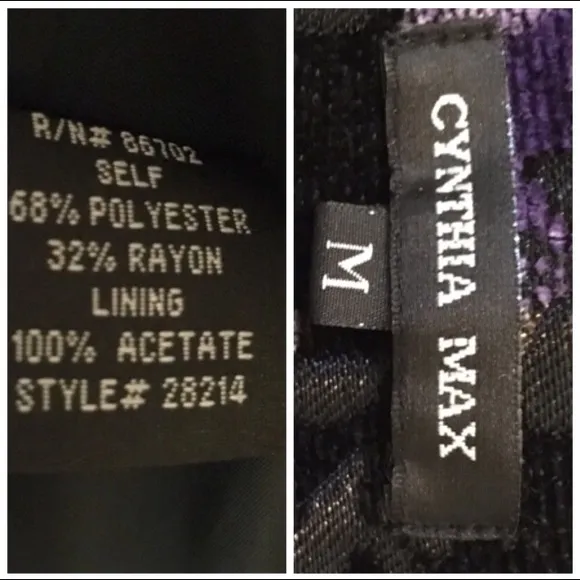 R/N# 86702
SELF
68% POLYESTER
32% RAYON
LINING
100% ACETATE
STYLE# 28214
CYNTHIA MAX
M